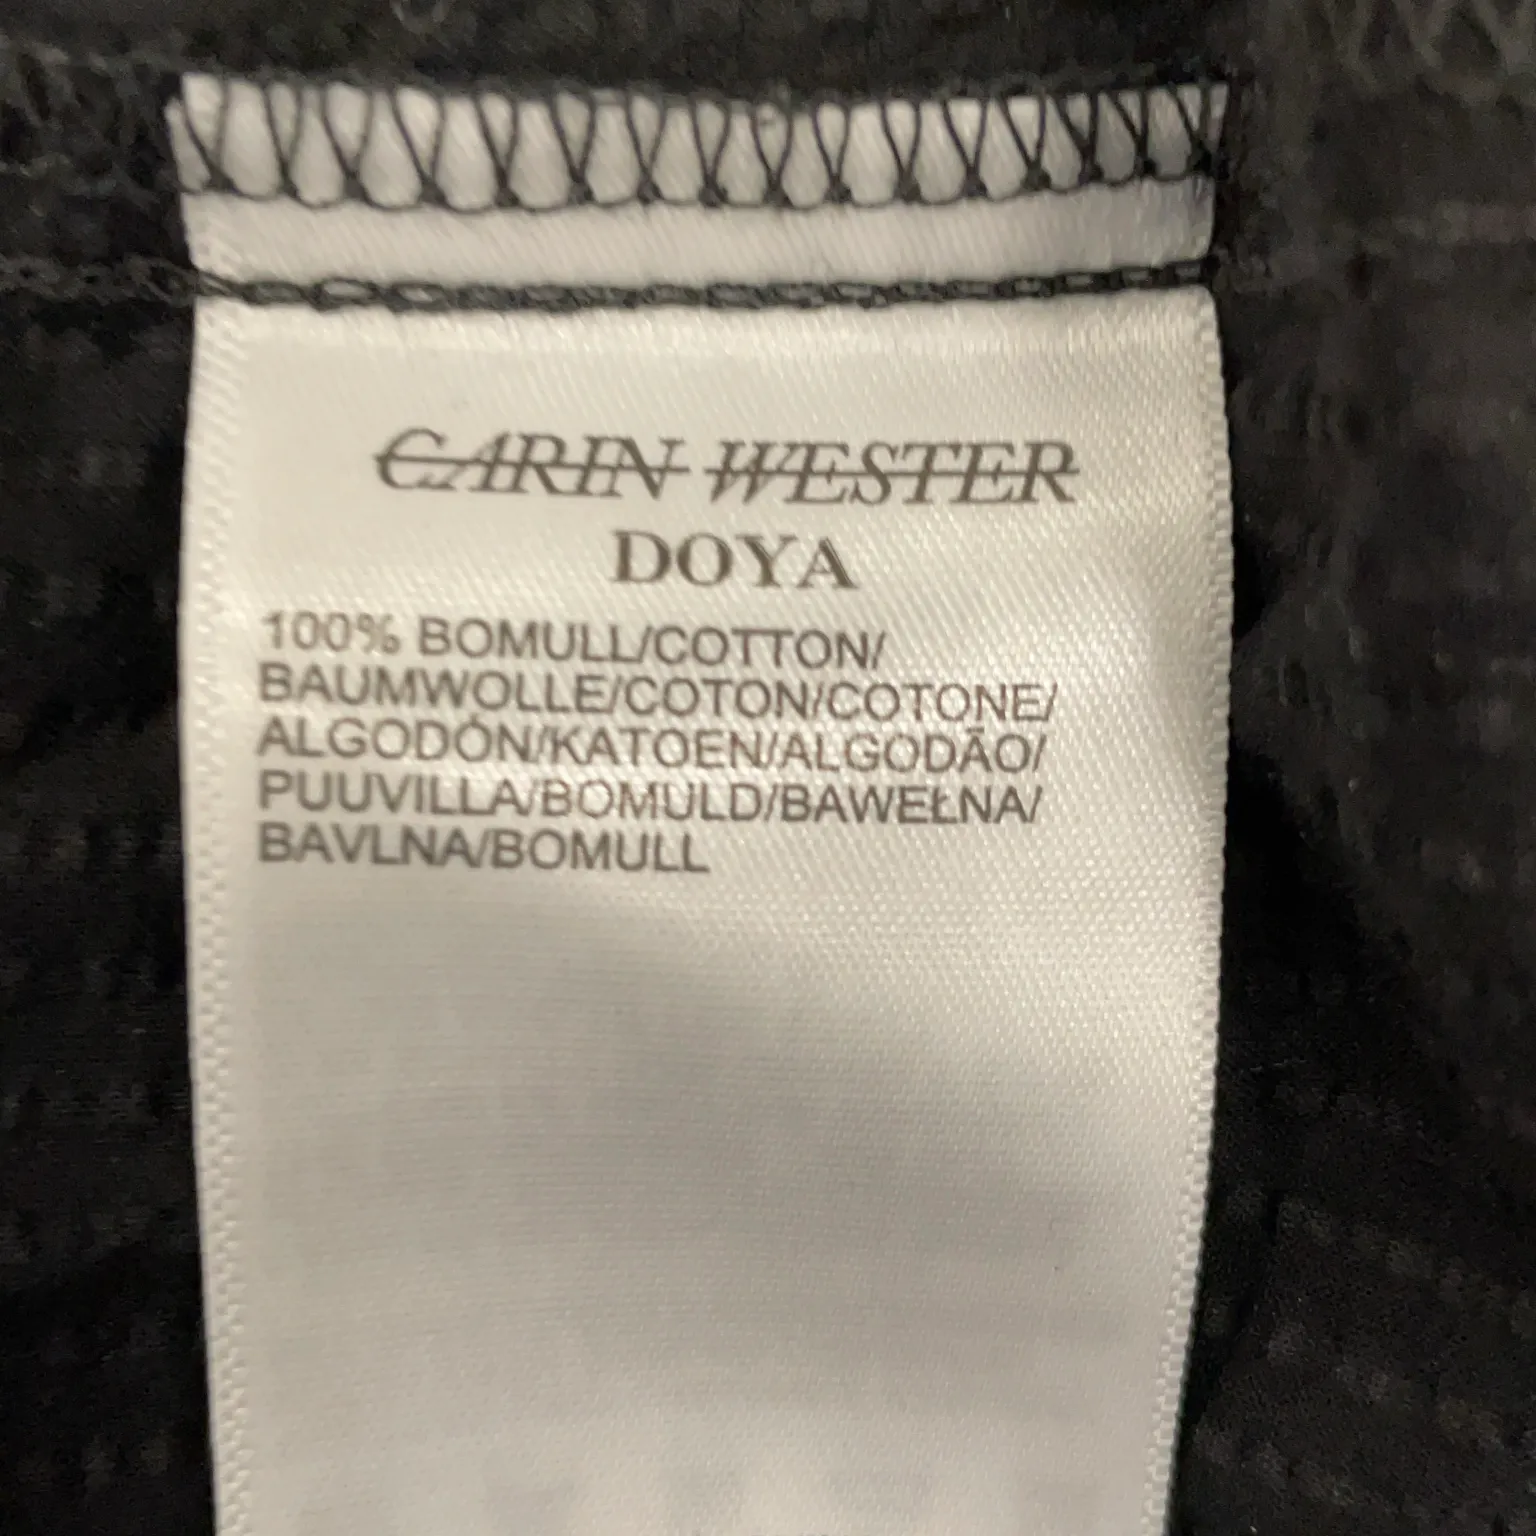 CARIN WESTER
DOYA
100% BOMULL/COTTON/
BAUMWOLLE/COTON/COTONE/
ALGODÓN/KATOEN/ALGODÃO/
PUUVILLA/BOMULD/BAWEŁNA/
BAVLNA/BOMULL